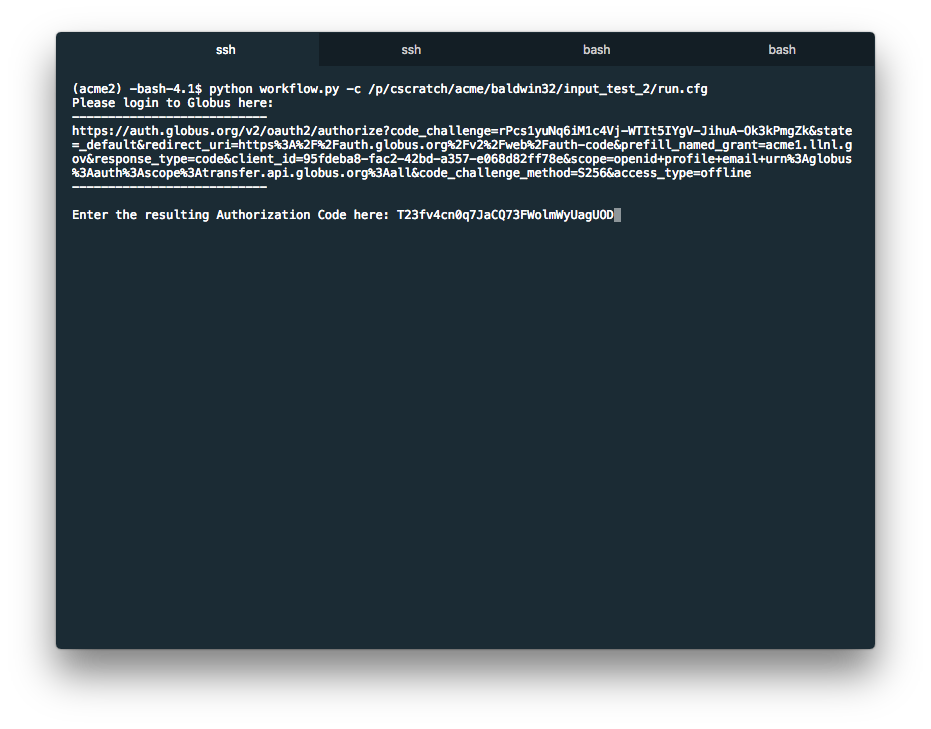 ssh ssh bash bash
(acme2) -bash-4.1$ python workflow.py -c /p/cscratch/acme/baldwin32/input_test_2/run.cfg
Please login to Globus here:
---------------------------
https://auth.globus.org/v2/oauth2/authorize?code_challenge=rPcs1yuNq6iM1c4Vj-WTIt5IYgV-JihuA-Ok3kPmgZk&state
=_default&redirect_uri=https%3A%2F%2Fauth.globus.org%2Fv2%2Fweb%2Fauth-code&prefill_named_grant=acme1.llnl.g
ov&response_type=code&client_id=95fdeba8-fac2-42bd-a357-e068d82ff78e&scope=openid+profile+email+urn%3Aglobus
%3Aauth%3Ascope%3Atransfer.api.globus.org%3Aall&code_challenge_method=S256&access_type=offline
---------------------------
Enter the resulting Authorization Code here: T23fv4cn0q7JaCQ73FWolmWyUagUOD